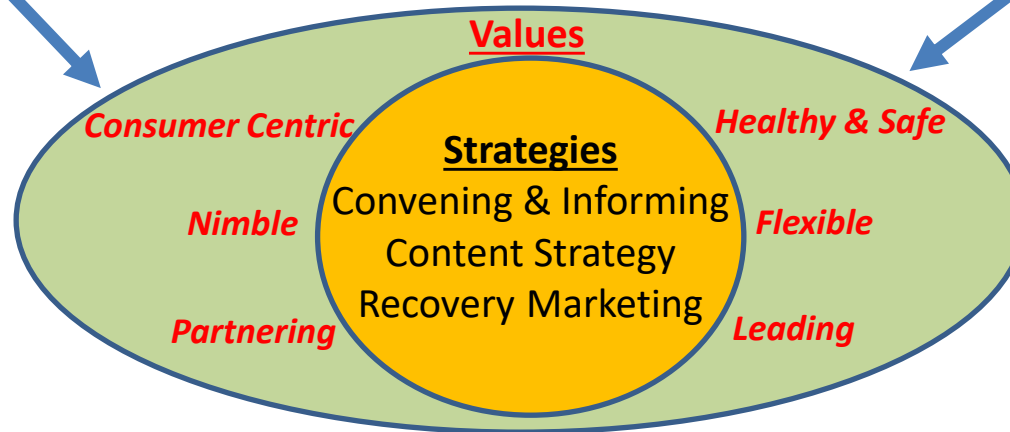 Values
Consumer Centric
Healthy & Safe
Strategies
Convening & Informing
Nimble
Flexible
Content Strategy
Recovery Marketing
Partnering
Leading